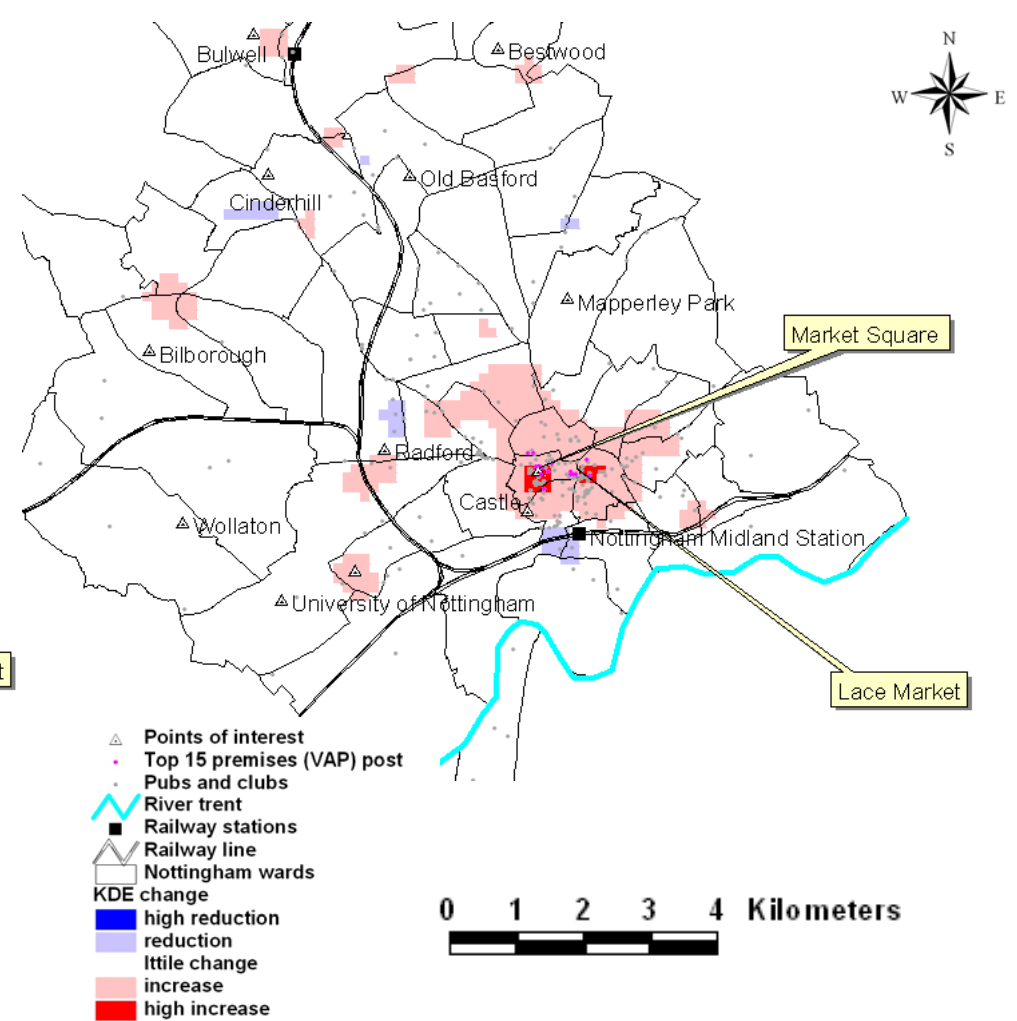 N
Bulwell
Bestwood
W
E
S
Old Basford
Cinderhill
Mapperley Park
Market Square
Bilborough
Radford
Castle
Wollaton
Nottingham Midland Station
University of Nottingham
t
Lace Market
Points of interest
Top 15 premises (VAP) post
Pubs and clubs
River trent
Railway stations
Railway line
Nottingham wards
KDE change
high reduction
reduction
lttile change
increase
high increase
0 1 2 3 4 Kilometers